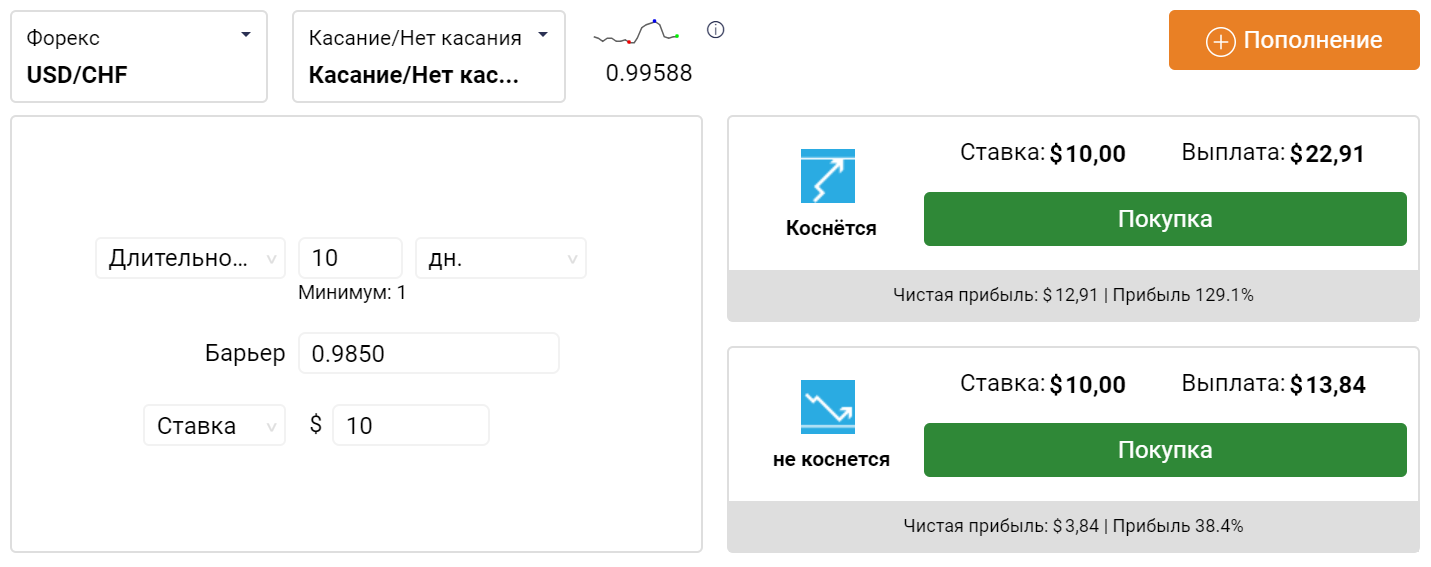 Форекс
USD/CHF
Касание/Нет касания
Касание/Нет кас...
0.99588
Пополнение
Длительно...
10
дн.
Минимум: 1
Барьер
0.9850
Ставка
$
10
Ставка: $10,00
Выплата: $22,91
Коснётся
Покупка
Чистая прибыль: $12,91 | Прибыль 129.1%
Ставка: $10,00
Выплата: $13,84
не коснется
Покупка
Чистая прибыль: $3,84 | Прибыль 38.4%